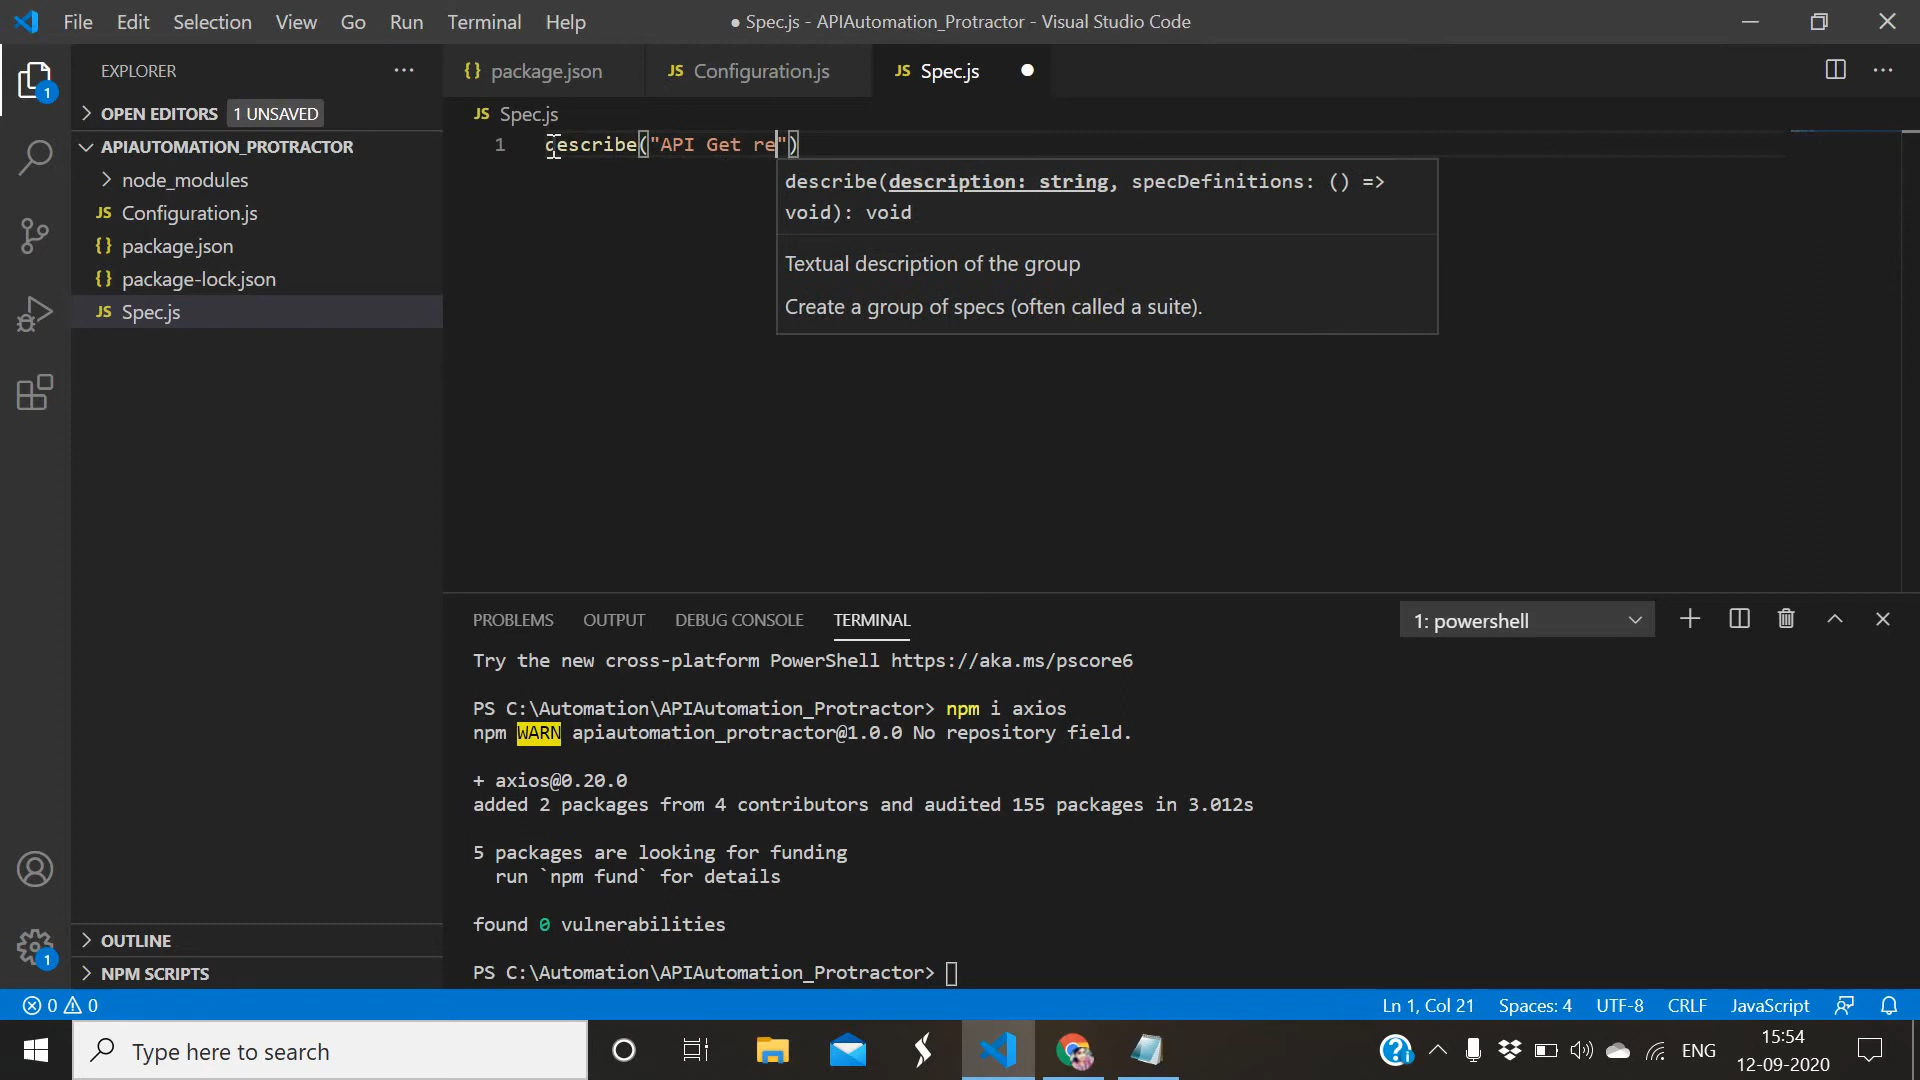 File Edit Selection View Go Run Terminal Help
● Spec.js - APIAutomation_Protractor - Visual Studio Code
EXPLORER
{} package.json
JS Configuration.js
JS Spec.js
OPEN EDITORS 1 UNSAVED
APIAUTOMATION_PROTRACTOR
node_modules
JS Configuration.js
{} package.json
{} package-lock.json
JS Spec.js
JS Spec.js
1 describe("API Get re")
describe(description: string, specDefinitions: () =>
void): void
Textual description of the group
Create a group of specs (often called a suite).
1
1
OUTLINE
NPM SCRIPTS
PROBLEMS OUTPUT DEBUG CONSOLE TERMINAL
1: powershell
Try the new cross-platform PowerShell https://aka.ms/pscore6
PS C:\Automation\APIAutomation_Protractor> npm i axios
npm WARN apiautomation_protractor@1.0.0 No repository field.
+ axios@0.20.0
added 2 packages from 4 contributors and audited 155 packages in 3.012s
5 packages are looking for funding
run `npm fund` for details
found 0 vulnerabilities
PS C:\Automation\APIAutomation_Protractor>
0 0
Ln 1, Col 21 Spaces: 4 UTF-8 CRLF JavaScript
Type here to search
ENG
15:54
12-09-2020